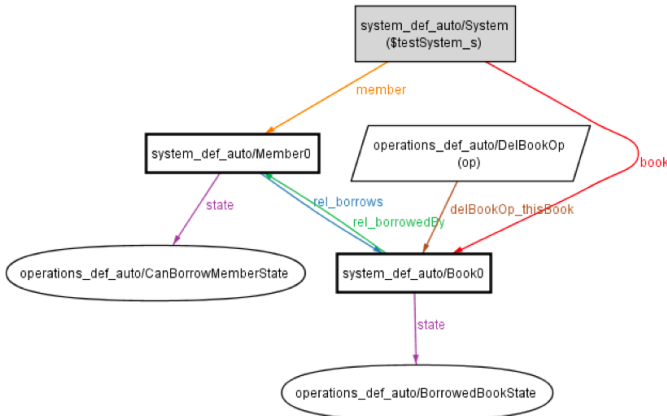 system_def_auto/System
($testSystem_s)
member
operations_def_auto/DelBookOp
(op)
system_def_auto/Member0
book
state
rel_borrows
delBookOp_thisBook
rel_borrowedBy
operations_def_auto/CanBorrowMemberState
system_def_auto/Book0
state
operations_def_auto/BorrowedBookState